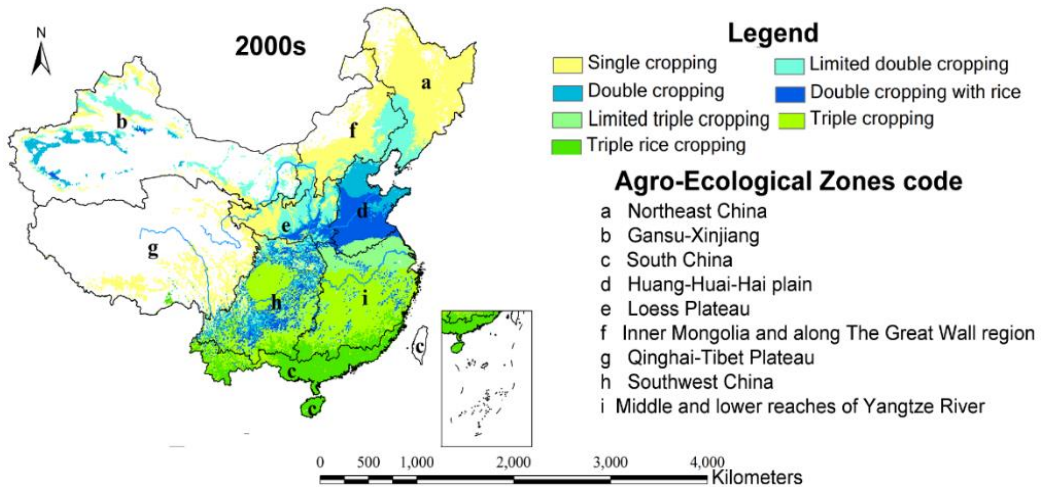 N
2000s
a
b
f
d
e
g
h
i
c
c
c
Legend
Single cropping
Limited double cropping
Double cropping
Double cropping with rice
Limited triple cropping
Triple cropping
Triple rice cropping
Agro-Ecological Zones code
a Northeast China
b Gansu-Xinjiang
c South China
d Huang-Huai-Hai plain
e Loess Plateau
f Inner Mongolia and along The Great Wall region
g Qinghai-Tibet Plateau
h Southwest China
i Middle and lower reaches of Yangtze River
0 500 1,000 2,000 3,000 4,000
Kilometers